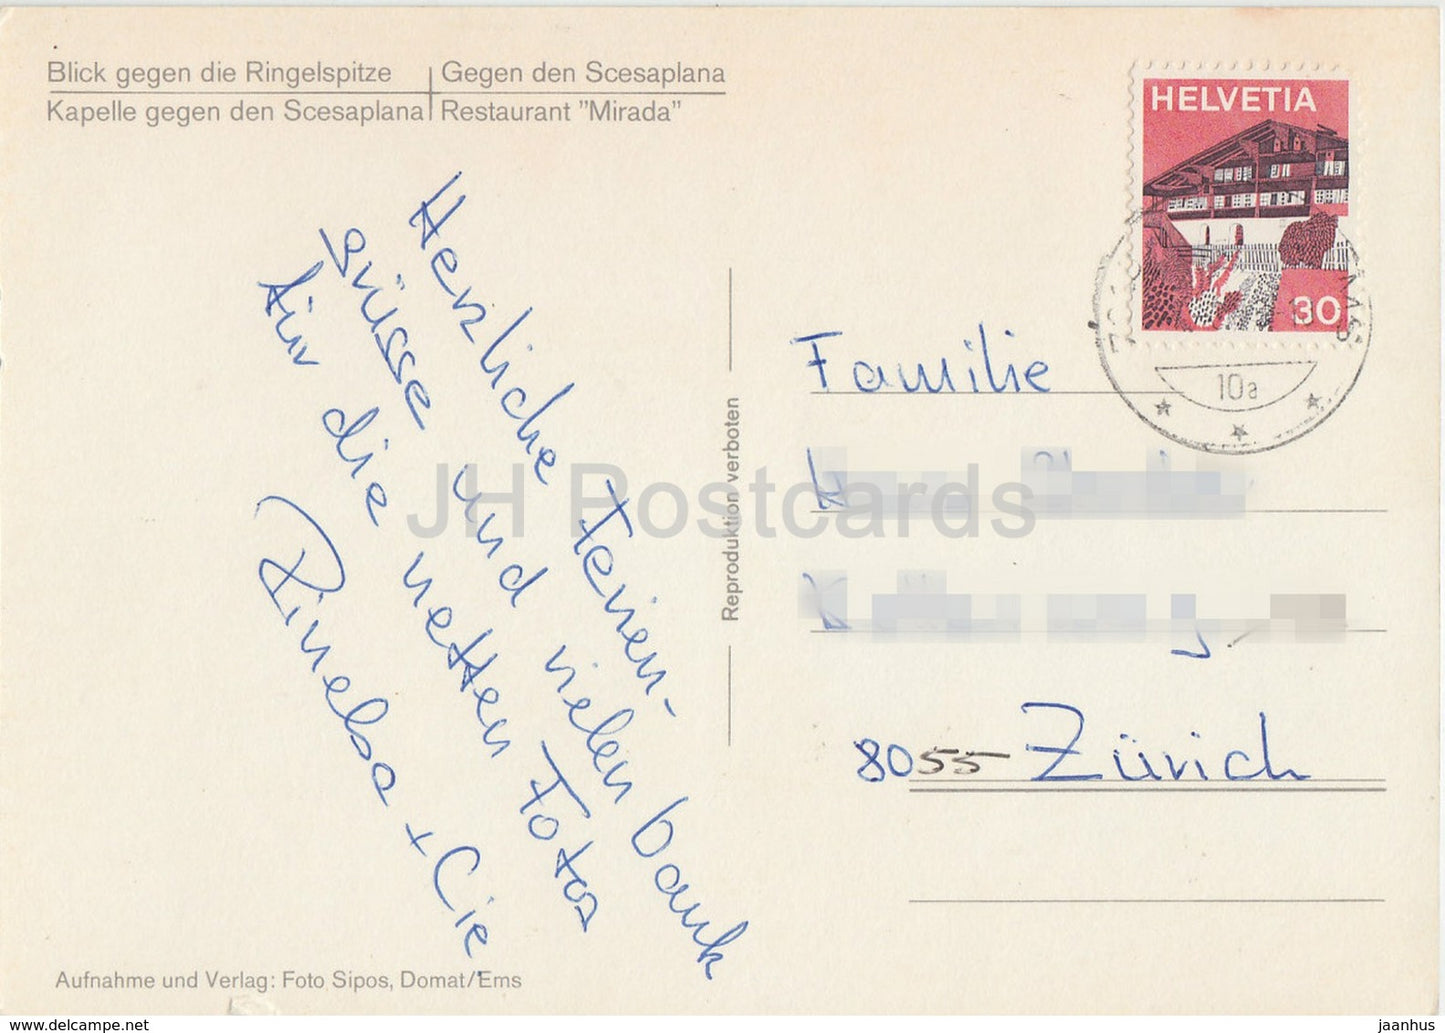 Blick gegen die Ringelspitze
Gegen den Scesaplana
Kapelle gegen den Scesaplana
Restaurant "Mirada"
HELVETIA
30
10a
Herzliche Ferien-
grüsse und vielen Dank
für die netten Fotos
+ Cie.
Reproduktion verboten
Familie
8055 Zürich
Aufnahme und Verlag: Foto Sipos, Domat/Ems
JH Postcards
www.delcampe.net
jaanhus